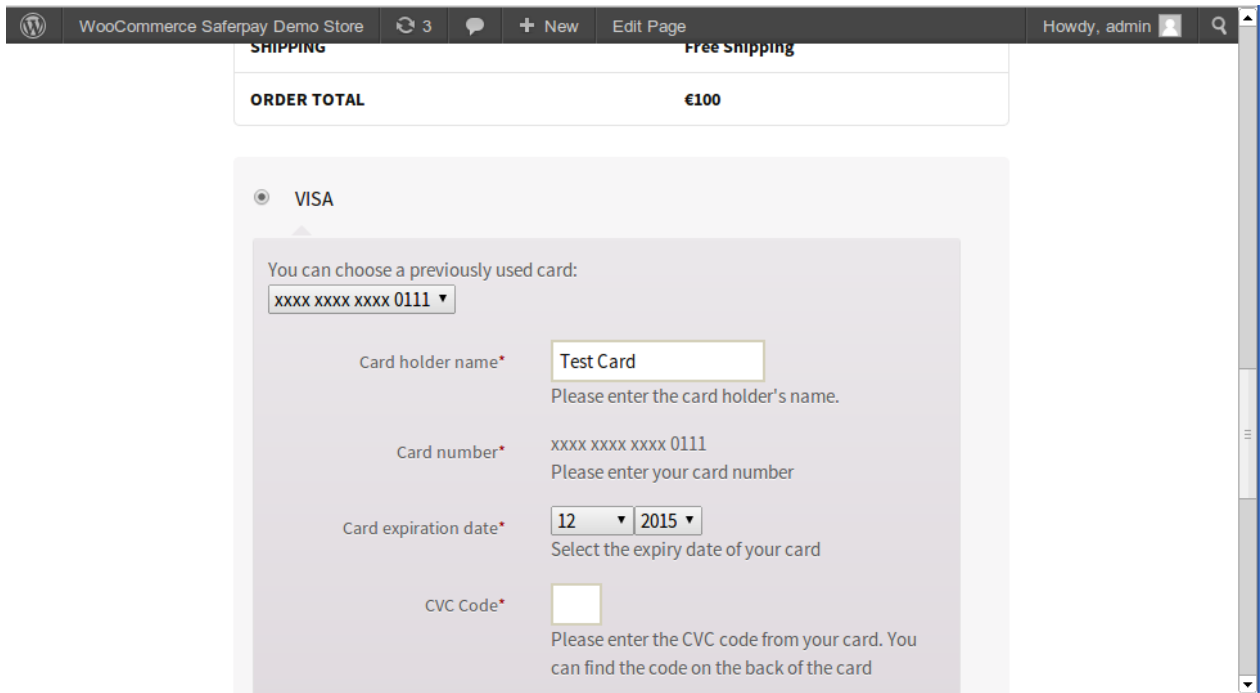 WooCommerce Saferpay Demo Store 3 + New Edit Page Howdy, admin
SHIPPING Free Shipping
ORDER TOTAL €100
VISA
You can choose a previously used card:
xxxx xxxx xxxx 0111
Card holder name* Test Card
Please enter the card holder's name.
Card number* xxxx xxxx xxxx 0111
Please enter your card number
Card expiration date* 12 2015
Select the expiry date of your card
CVC Code*
Please enter the CVC code from your card. You
can find the code on the back of the card